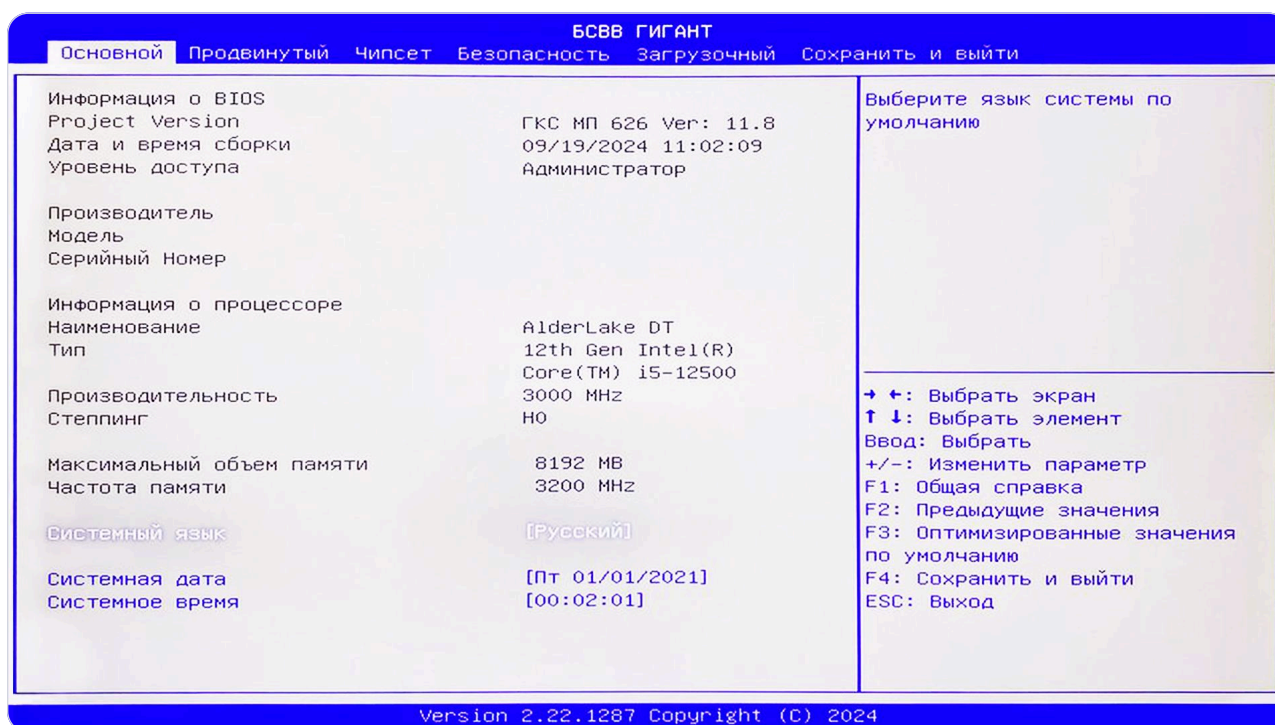 БСВВ ГИГАНТ
Основной Продвинутый Чипсет Безопасность Загрузочный Сохранить и выйти
Информация о BIOS
Project Version ГКС МП 626 Ver: 11.8
Дата и время сборки 09/19/2024 11:02:09
Уровень доступа Администратор
Производитель
Модель
Серийный Номер
Информация о процессоре
Наименование AlderLake DT
Тип 12th Gen Intel(R)
Core(TM) i5-12500
Производительность 3000 MHz
Степпинг H0
Максимальный объем памяти 8192 MB
Частота памяти 3200 MHz
Системный язык [Русский]
Системная дата [Пт 01/01/2021]
Системное время [00:02:01]
Выберите язык системы по
умолчанию
→ ←: Выбрать экран
↑ ↓: Выбрать элемент
Ввод: Выбрать
+/-: Изменить параметр
F1: Общая справка
F2: Предыдущие значения
F3: Оптимизированные значения
по умолчанию
F4: Сохранить и выйти
ESC: Выход
Version 2.22.1287 Copyright (C) 2024